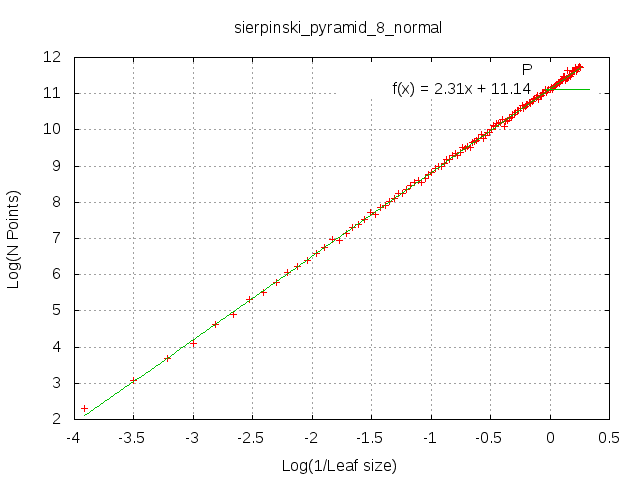 sierpinski_pyramid_8_normal
12
11
10
9
8
7
6
5
4
3
2
P
f(x) = 2.31x + 11.14
Log(N Points)
-4 -3.5 -3 -2.5 -2 -1.5 -1 -0.5 0 0.5
Log(1/Leaf size)